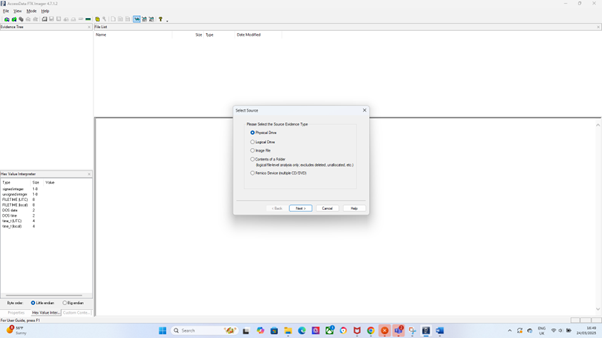 AccessData FTK Imager 4.7.1.2
File View Mode Help
Evidence Tree
File List
Name Size Type Date Modified
Select Source
Please Select the Source Evidence Type
Physical Drive
Logical Drive
Image File
Contents of a Folder
(logical file-level analysis only; excludes deleted, unallocated, etc.)
Fernico Device (multiple CD/DVD)
< Back Next > Cancel Help
Hex Value Interpreter
Type Size Value
signed integer 1-8
unsigned integer 1-8
FILETIME (UTC) 8
FILETIME (local) 8
DOS date 2
DOS time 2
time_t (UTC) 4
time_t (local) 4
Byte order: Little endian Big endian
Properties Hex Value Inter... Custom Conte...
For User Guide, press F1
Sunny
Search
ENG
UK